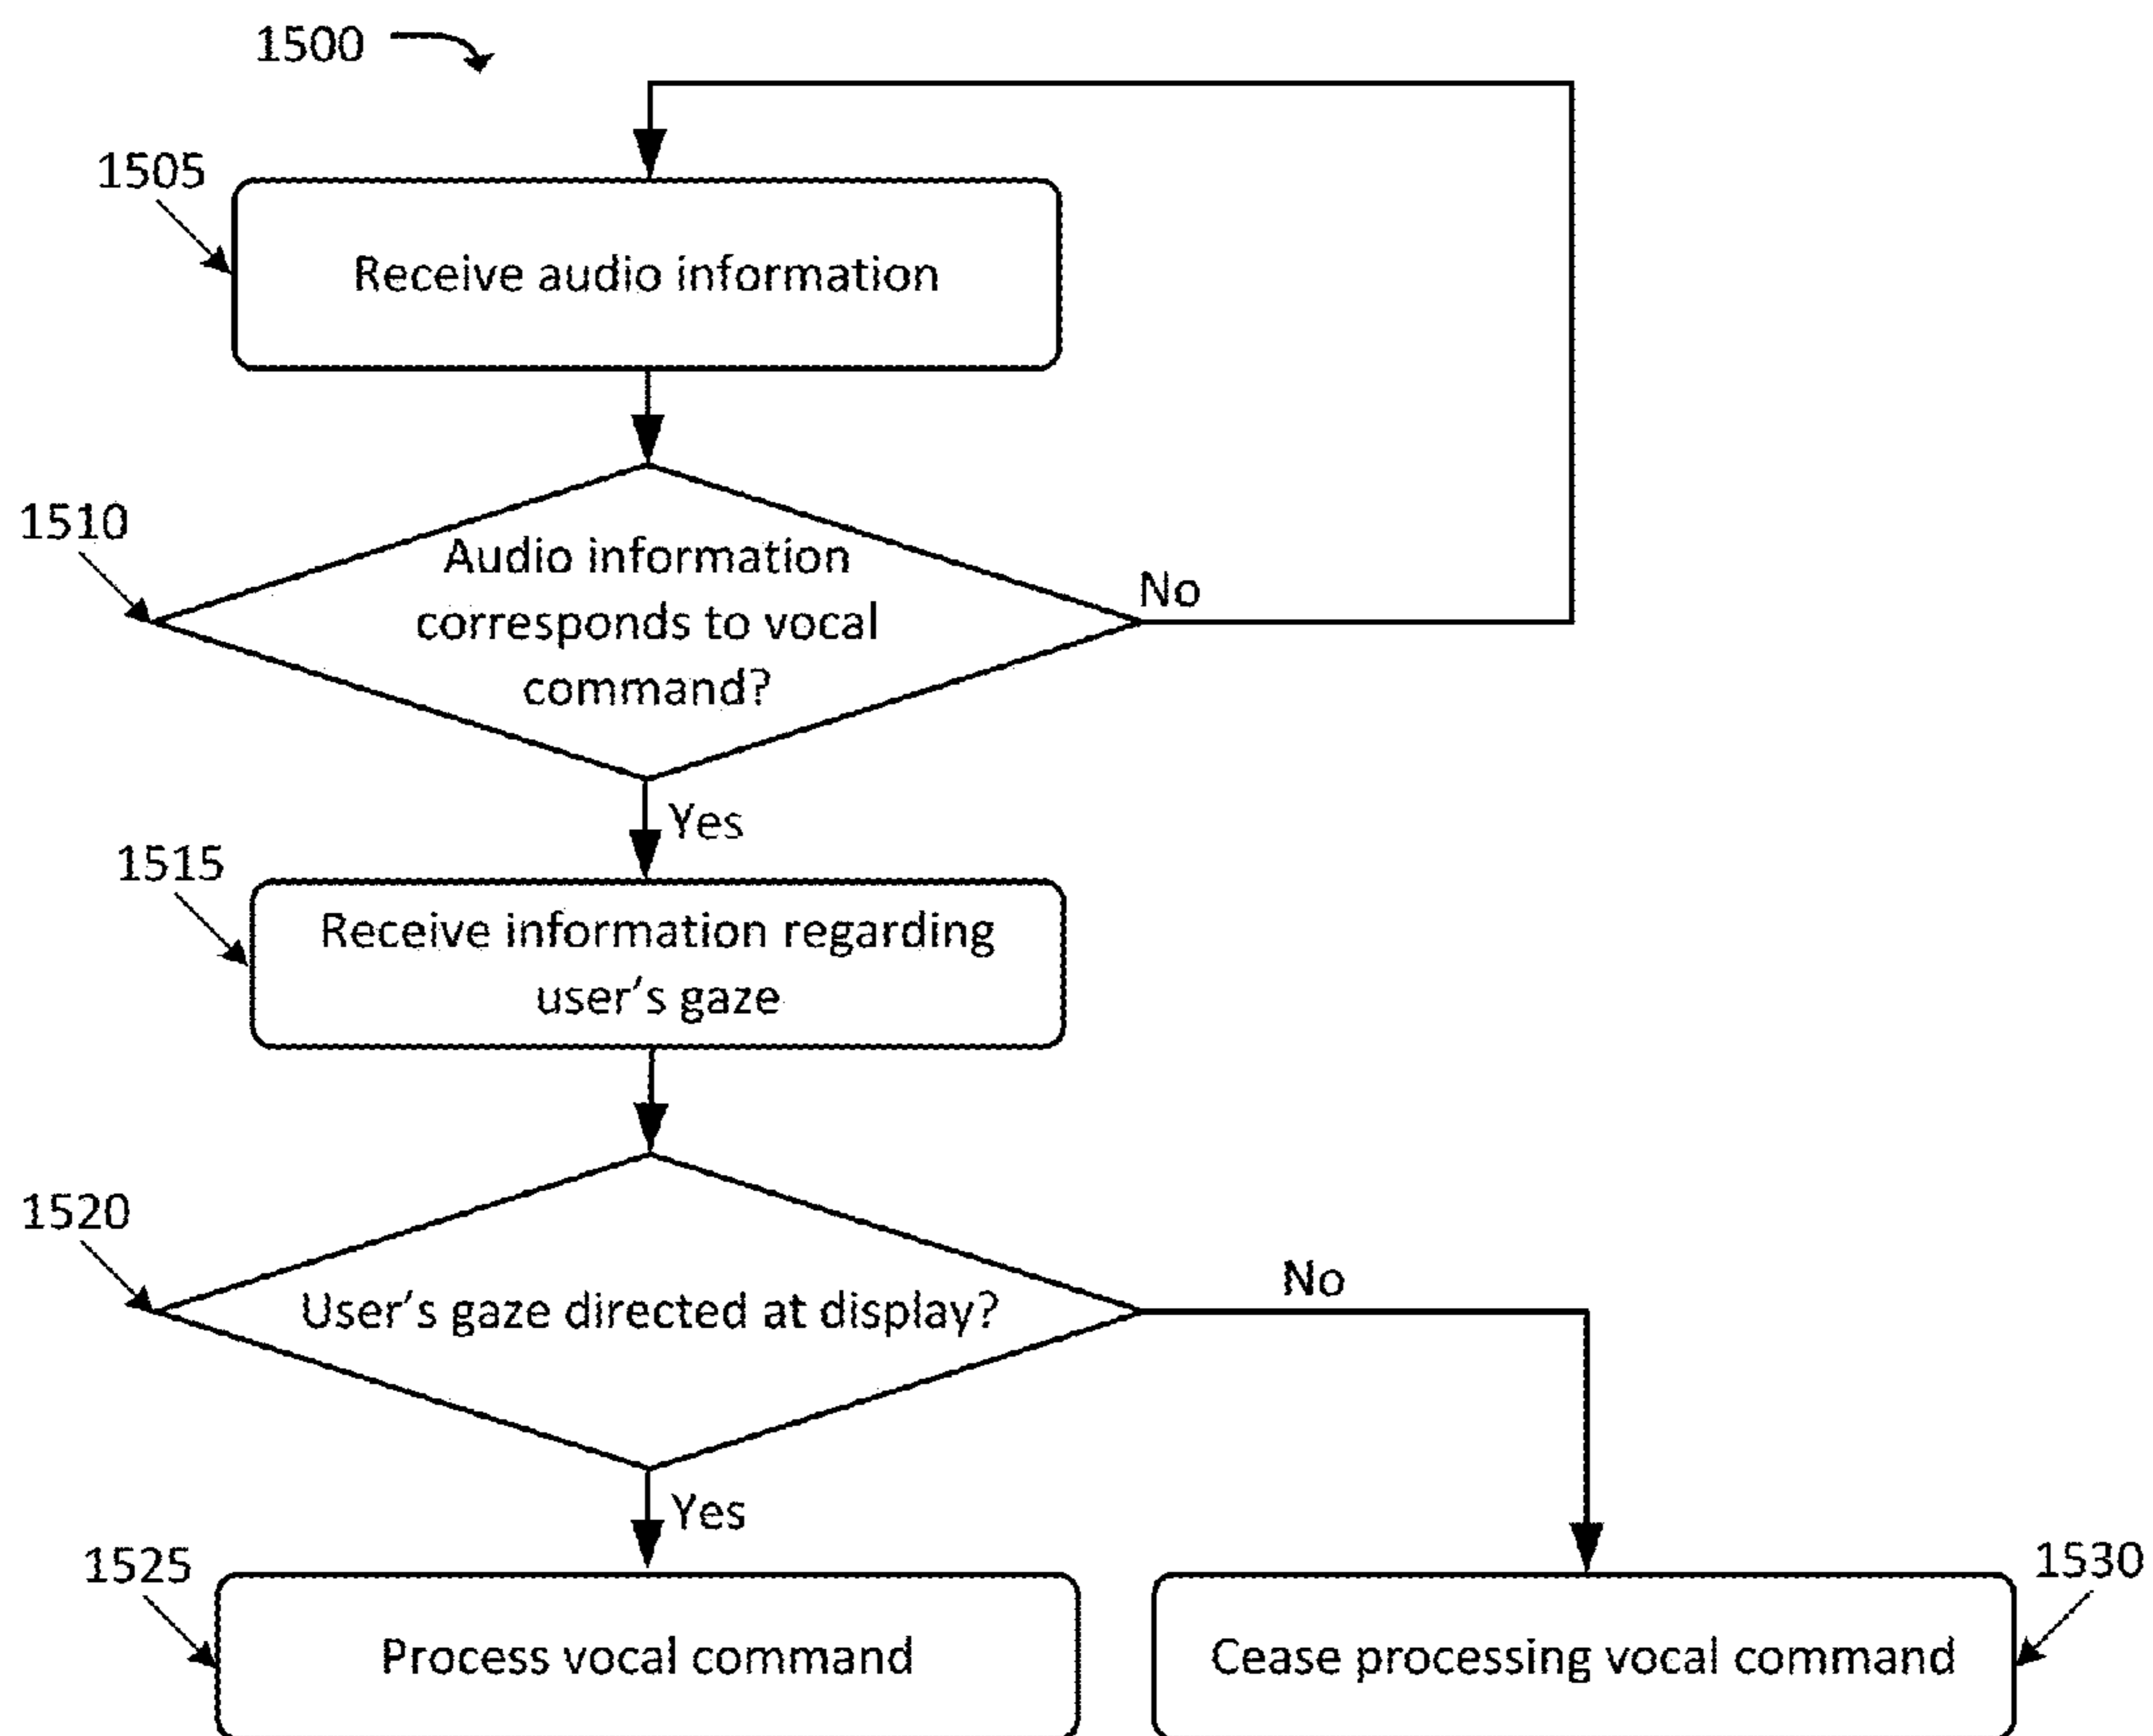 1500
1505
Receive audio information
1510
Audio information
corresponds to vocal
command?
No
Yes
1515
Receive information regarding
user's gaze
1520
User's gaze directed at display?
No
Yes
1525
Process vocal command
1530
Cease processing vocal command